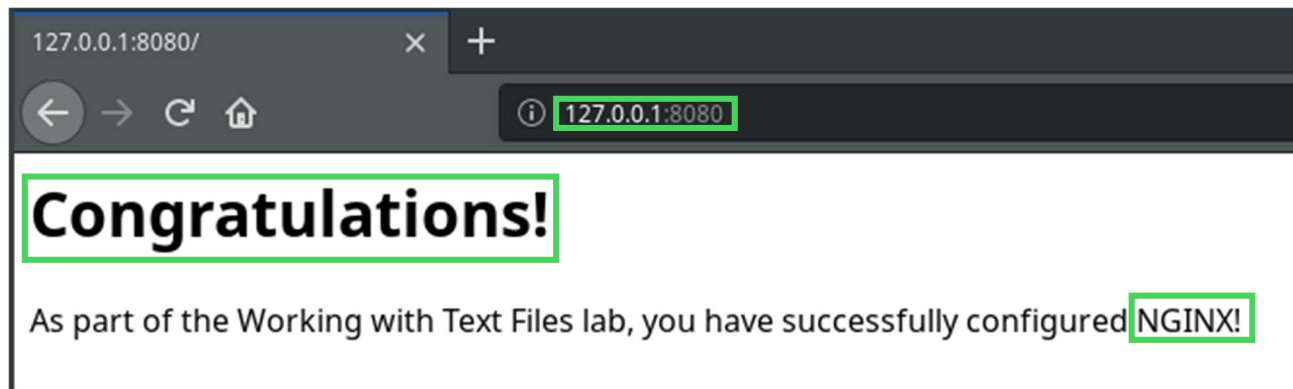 127.0.0.1:8080/
127.0.0.1:8080
Congratulations!
As part of the Working with Text Files lab, you have successfully configured NGINX!